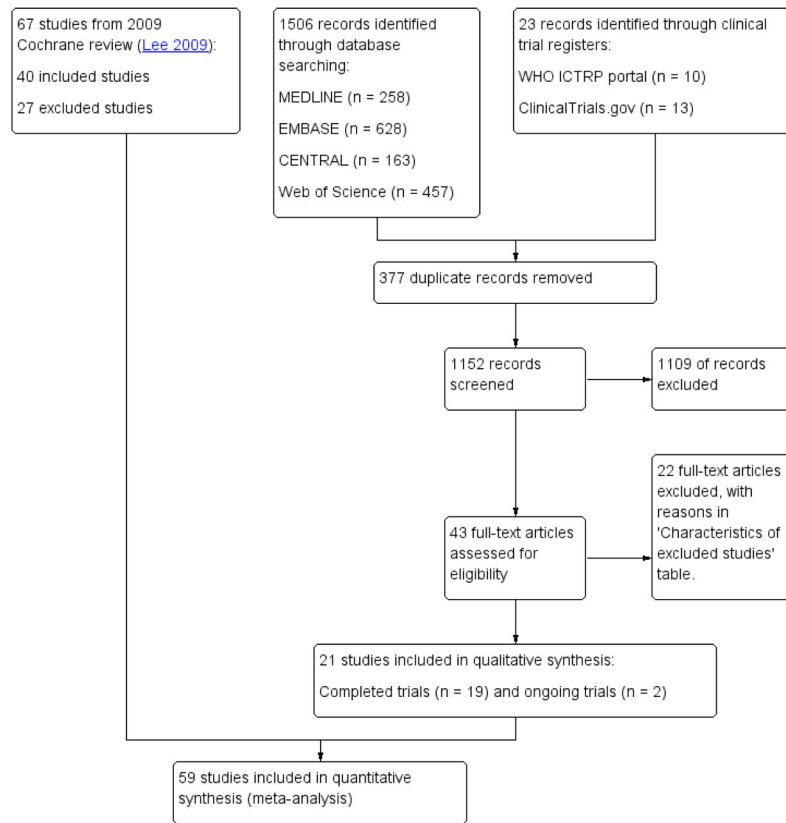 67 studies from 2009
Cochrane review (Lee 2009):
40 included studies
27 excluded studies
1506 records identified
through database
searching:
MEDLINE (n = 258)
EMBASE (n = 628)
CENTRAL (n = 163)
Web of Science (n = 457)
23 records identified through clinical
trial registers:
WHO ICTRP portal (n = 10)
ClinicalTrials.gov (n = 13)
377 duplicate records removed
1152 records
screened
1109 of records
excluded
43 full-text articles
assessed for
eligibility
22 full-text articles
excluded, with
reasons in
'Characteristics of
excluded studies'
table.
21 studies included in qualitative synthesis:
Completed trials (n = 19) and ongoing trials (n = 2)
59 studies included in quantitative
synthesis (meta-analysis)